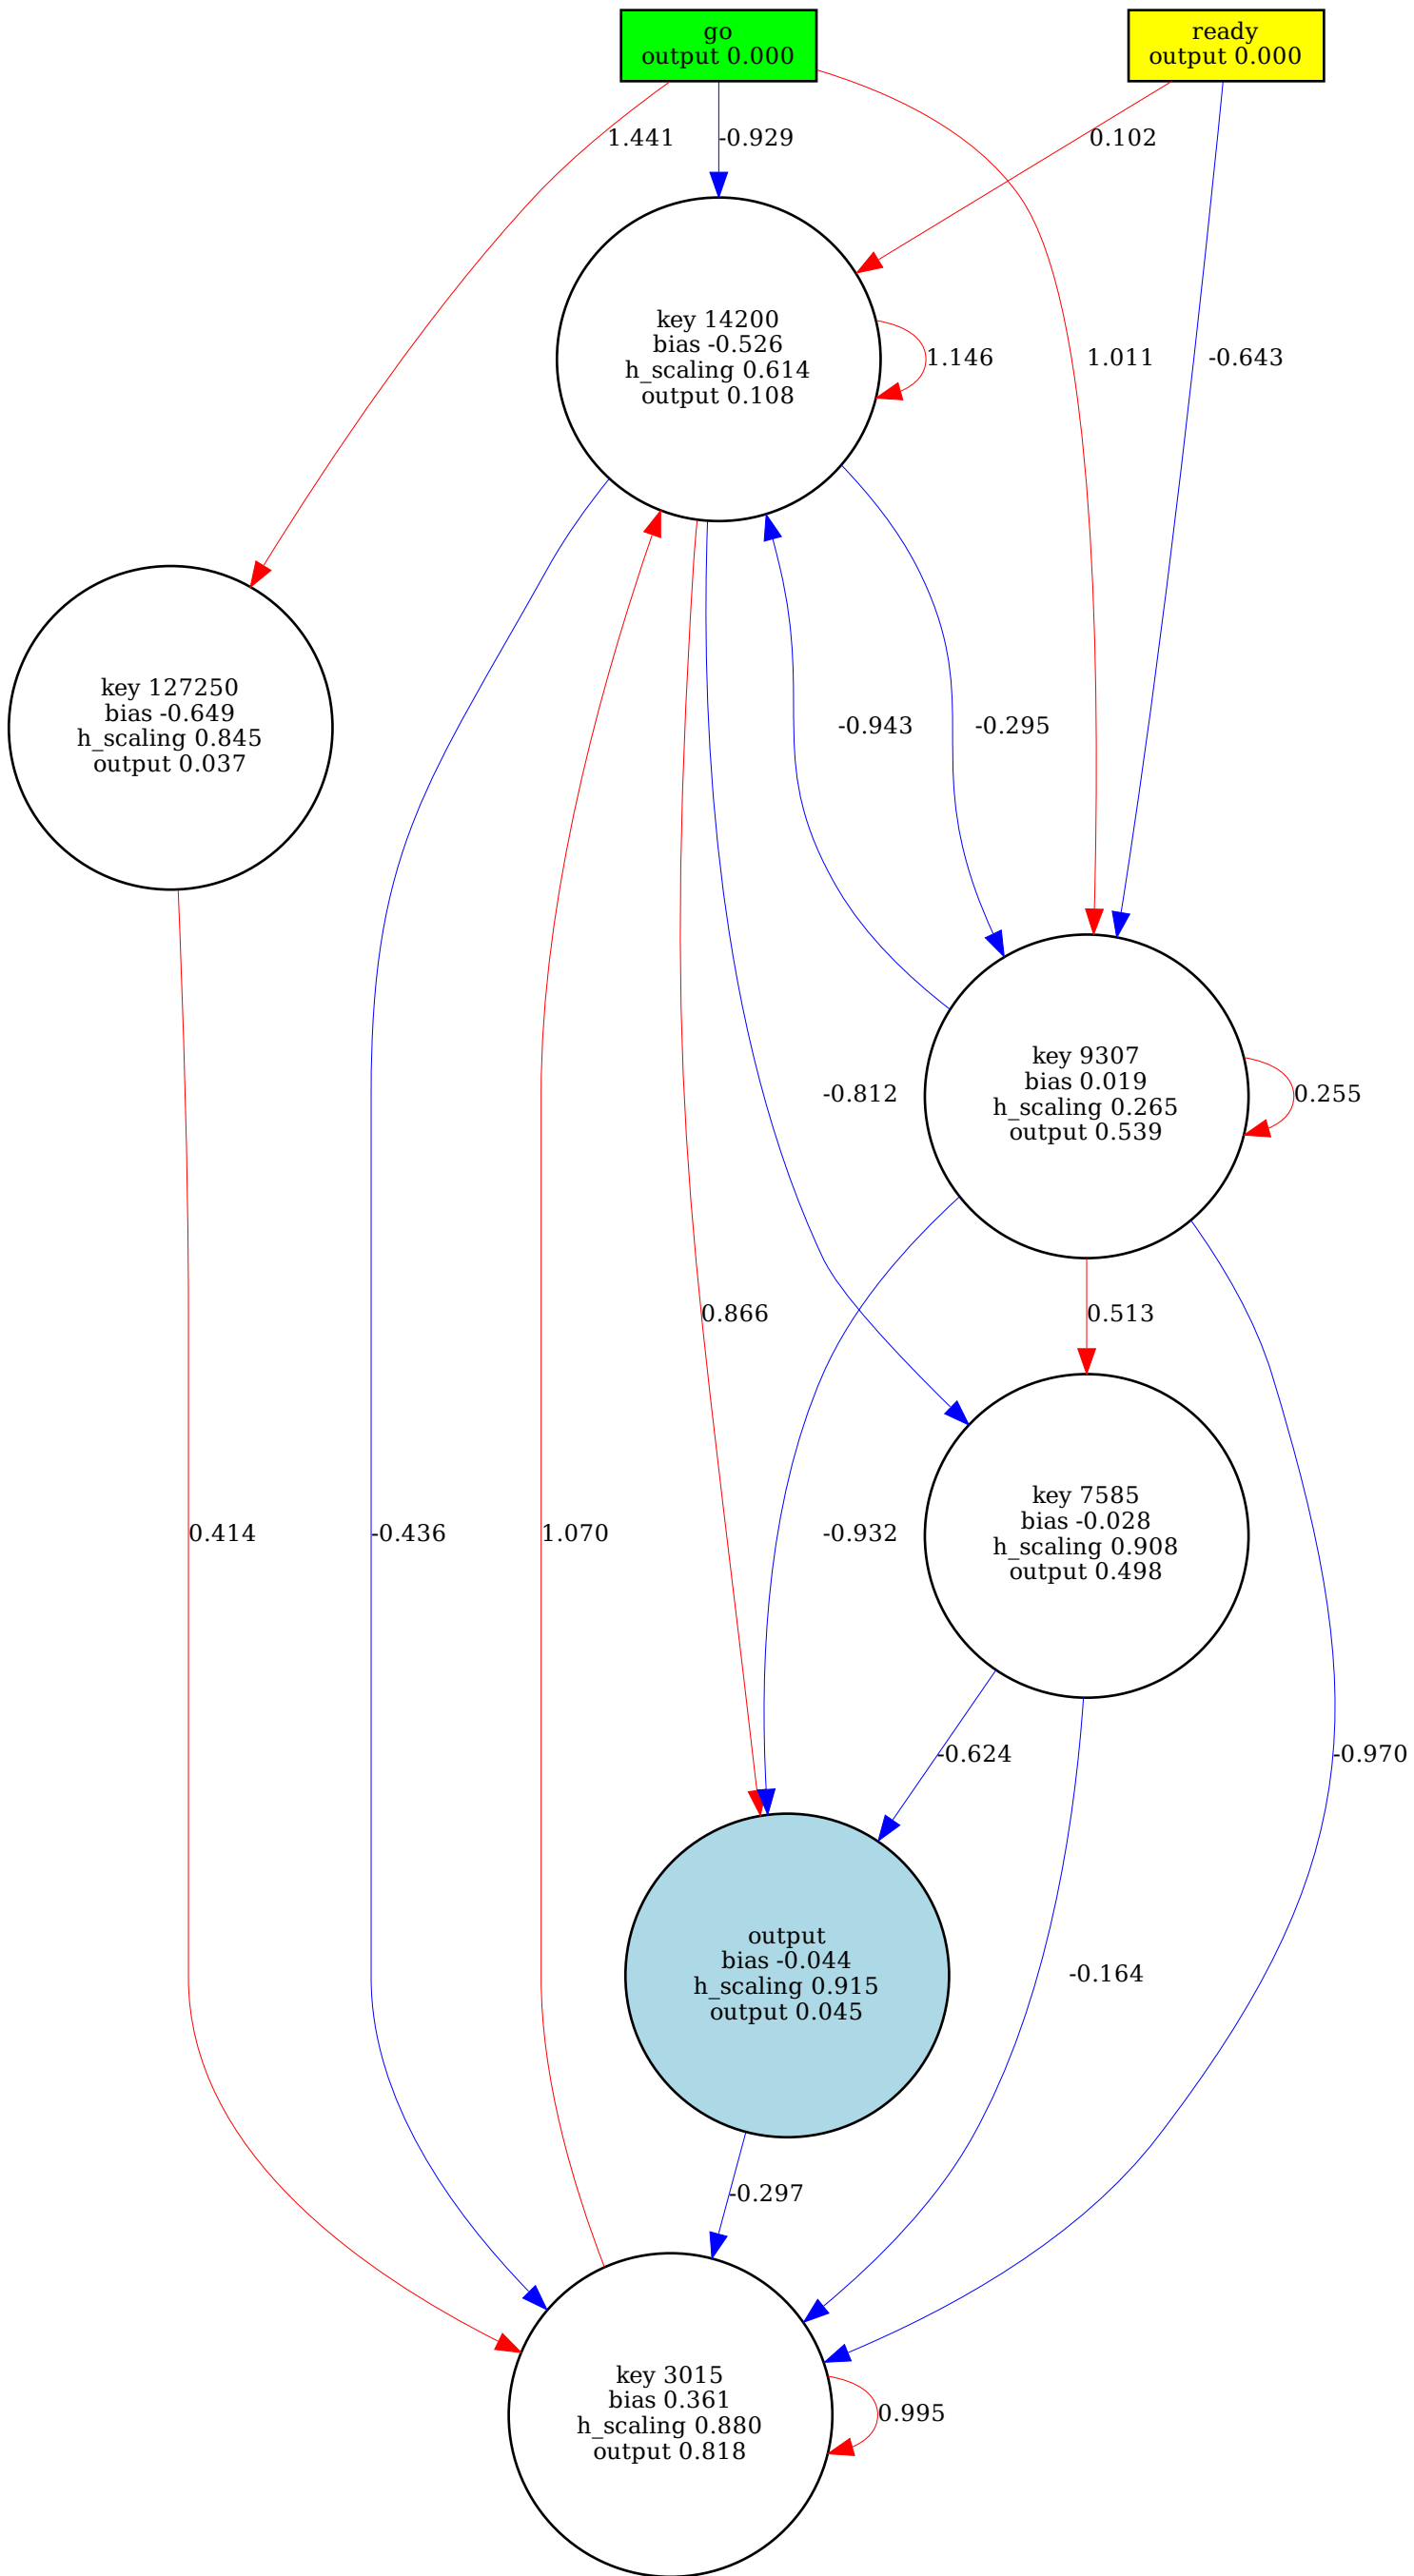 go
output 0.000
ready
output 0.000
1.441
-0.929
0.102
key 14200
bias -0.526
h_scaling 0.614
output 0.108
1.146
1.011
-0.643
key 127250
bias -0.649
h_scaling 0.845
output 0.037
-0.943
-0.295
-0.812
key 9307
bias 0.019
h_scaling 0.265
output 0.539
0.255
0.866
0.513
0.414
-0.436
1.070
-0.932
key 7585
bias -0.028
h_scaling 0.908
output 0.498
-0.624
-0.970
output
bias -0.044
h_scaling 0.915
output 0.045
-0.164
-0.297
key 3015
bias 0.361
h_scaling 0.880
output 0.818
0.995